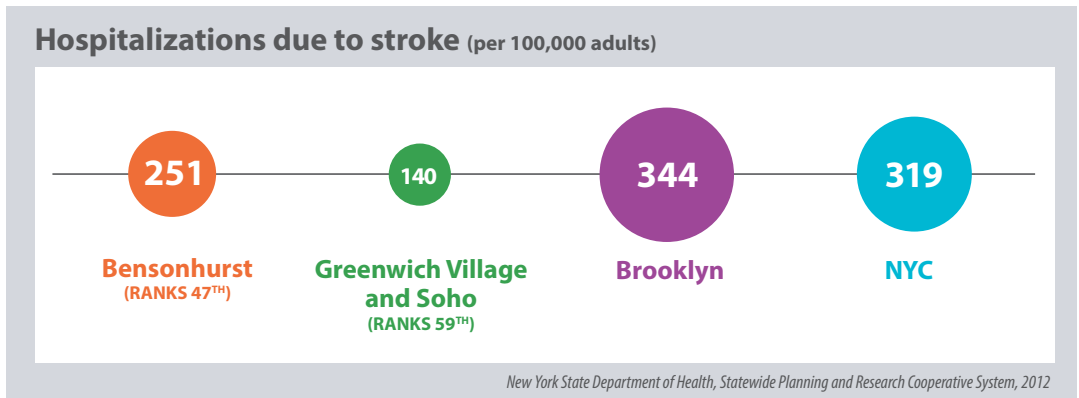 Hospitalizations due to stroke (per 100,000 adults)
251
140
344
319
Bensonhurst
(RANKS 47TH)
Greenwich Village
and Soho
(RANKS 59TH)
Brooklyn
NYC
New York State Department of Health, Statewide Planning and Research Cooperative System, 2012